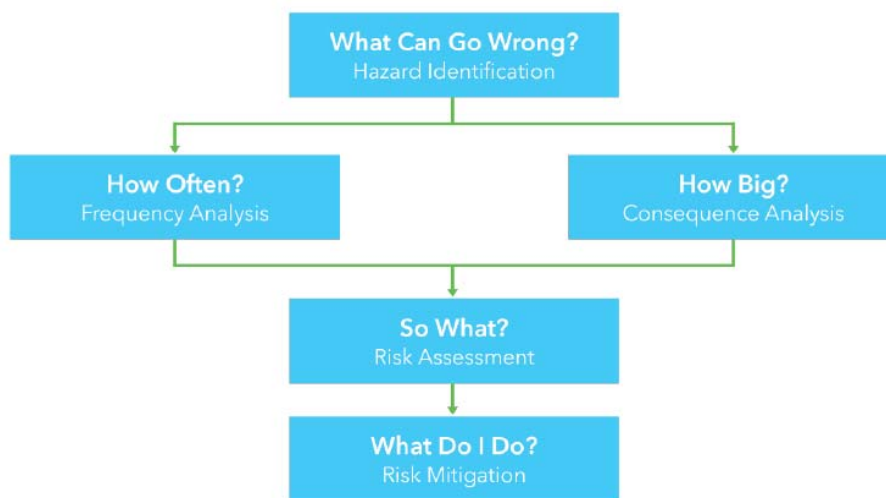 What Can Go Wrong?
Hazard Identification
How Often?
Frequency Analysis
How Big?
Consequence Analysis
So What?
Risk Assessment
What Do I Do?
Risk Mitigation